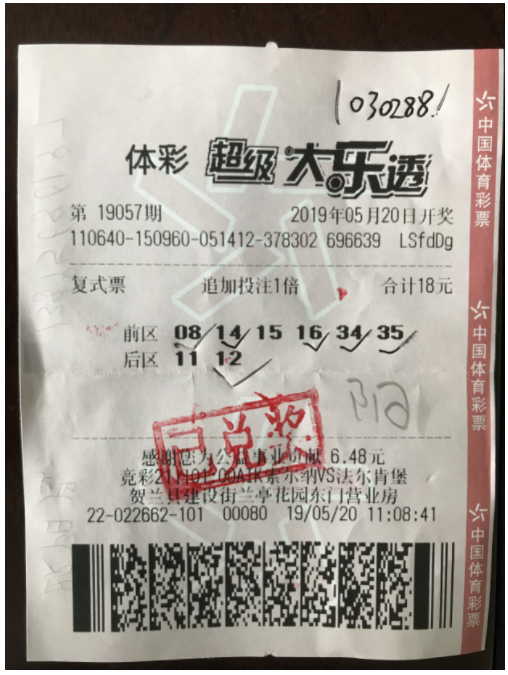 1030288.1
体彩 超级大乐透
第 19057期 2019年05月20日开奖
110640-150960-051412-378302 696639 LSfdDg
复式票 追加投注1倍 合计18元
前区 08 14 15 16 34 35
后区 11 12
619
已兑奖
感谢您为公益事业贡献 6.48元
贺兰县建设街兰亭花园东门营业房
22-022662-101 00080 19/05/20 11:08:41
中国体育彩票
中国体育彩票
中国体育彩票